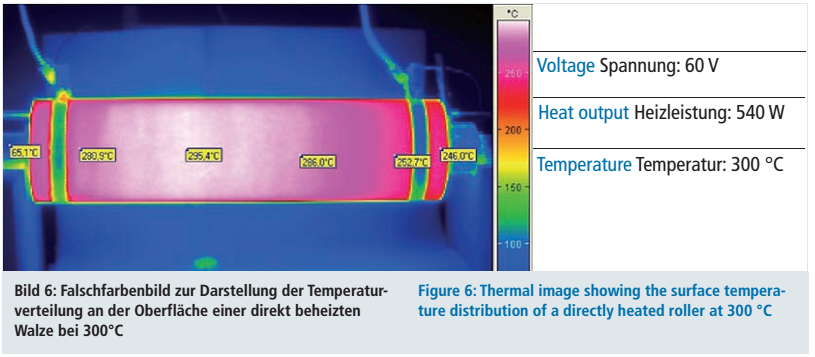 °C
250
200
150
100
65,1°C
280,9°C
295,4°C
286,0°C
252,7°C
246,0°C
Voltage Spannung: 60 V
Heat output Heizleistung: 540 W
Temperature Temperatur: 300 °C
Bild 6: Falschfarbenbild zur Darstellung der Temperatur-
verteilung an der Oberfläche einer direkt beheizten
Walze bei 300°C
Figure 6: Thermal image showing the surface tempera-
ture distribution of a directly heated roller at 300 °C